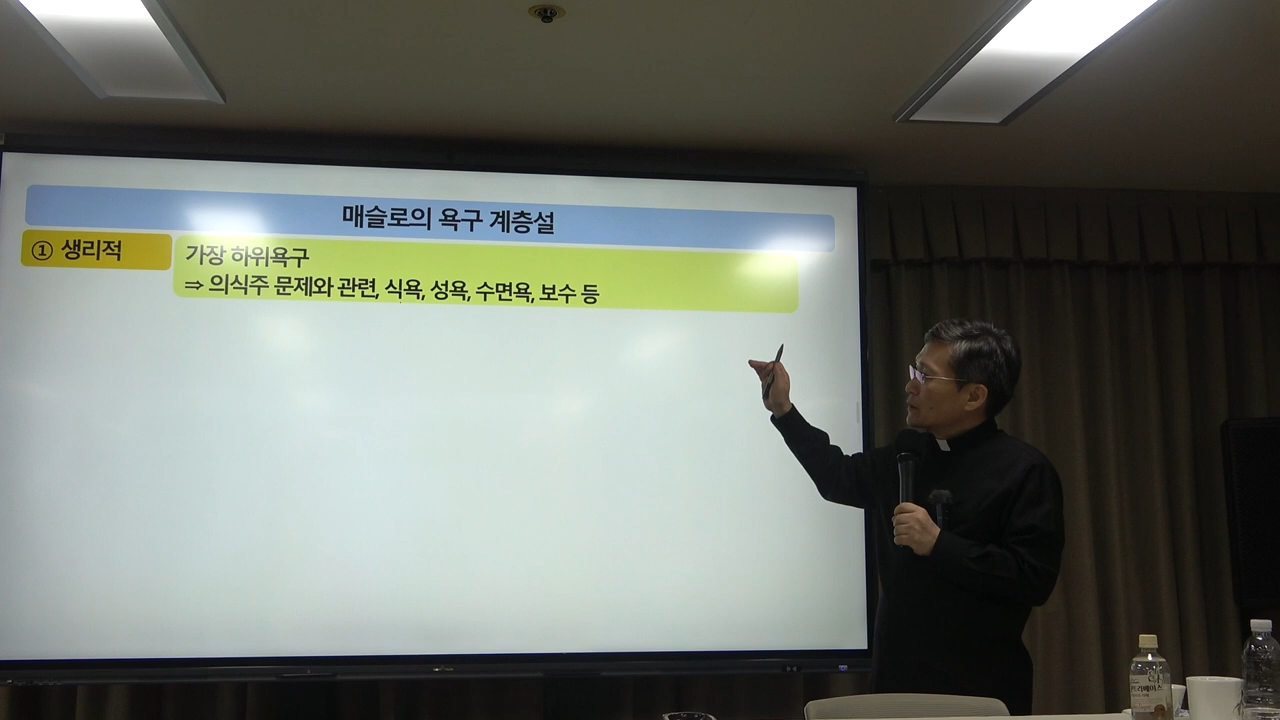 매슬로의 욕구 계층설
① 생리적
가장 하위욕구
⇒ 의식주 문제와 관련, 식욕, 성욕, 수면욕, 보수 등